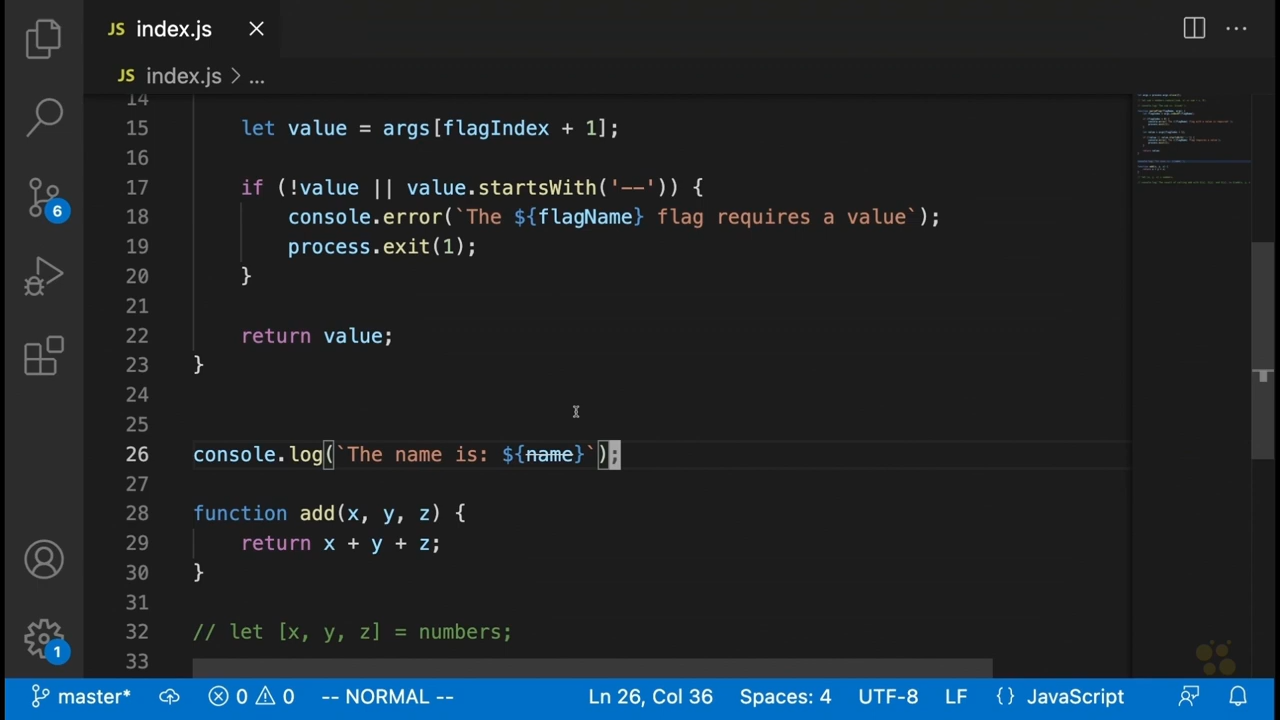 JS index.js
JS index.js > ...
14
15 let value = args[flagIndex + 1];
16
17 if (!value || value.startsWith('--')) {
18 console.error(`The ${flagName} flag requires a value`);
19 process.exit(1);
20 }
21
22 return value;
23 }
24
25
26 console.log(`The name is: ${name}`);
27
28 function add(x, y, z) {
29 return x + y + z;
30 }
31
32 // let [x, y, z] = numbers;
33
6
1
master* 0 0 -- NORMAL -- Ln 26, Col 36 Spaces: 4 UTF-8 LF {} JavaScript